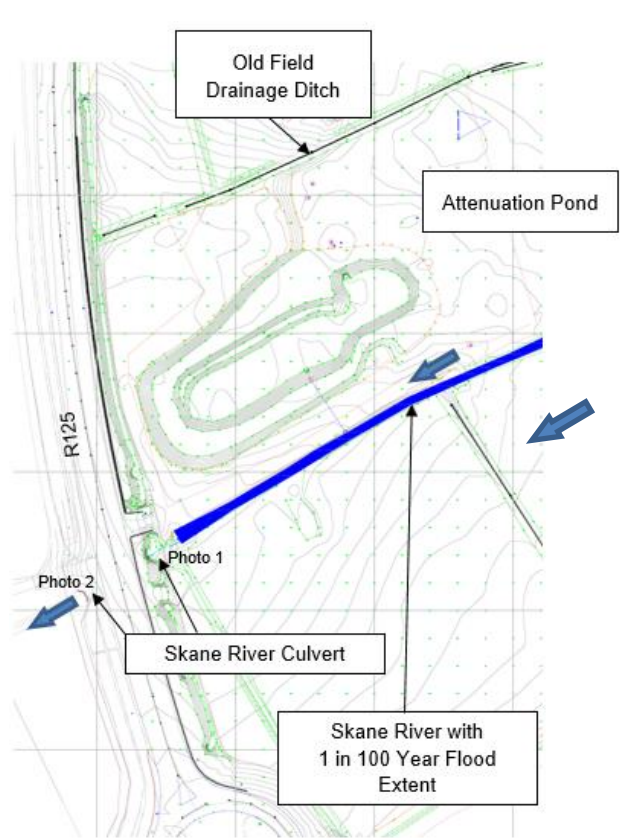 Old Field
Drainage Ditch
Attenuation Pond
R125
Photo 1
Photo 2
Skane River Culvert
Skane River with
1 in 100 Year Flood
Extent